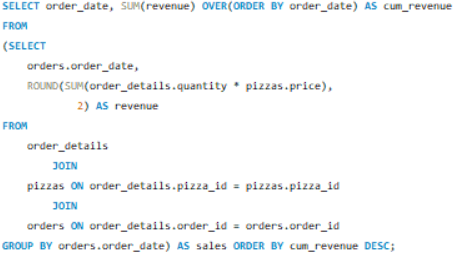 SELECT order_date, SUM(revenue) OVER(ORDER BY order_date) AS cum_revenue
FROM
(SELECT
orders.order_date,
ROUND(SUM(order_details.quantity * pizzas.price),
2) AS revenue
FROM
order_details
JOIN
pizzas ON order_details.pizza_id = pizzas.pizza_id
JOIN
orders ON order_details.order_id = orders.order_id
GROUP BY orders.order_date) AS sales ORDER BY cum_revenue DESC;